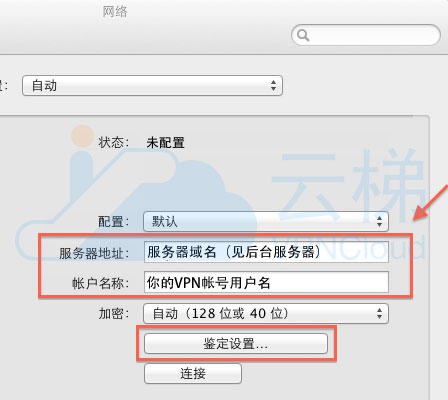 网络
置： 自动
状态： 未配置
云梯
VPNCloud
配置： 默认
服务器地址： 服务器域名（见后台服务器）
帐户名称： 你的VPN帐号用户名
加密： 自动（128 位或 40 位）
鉴定设置...
连接